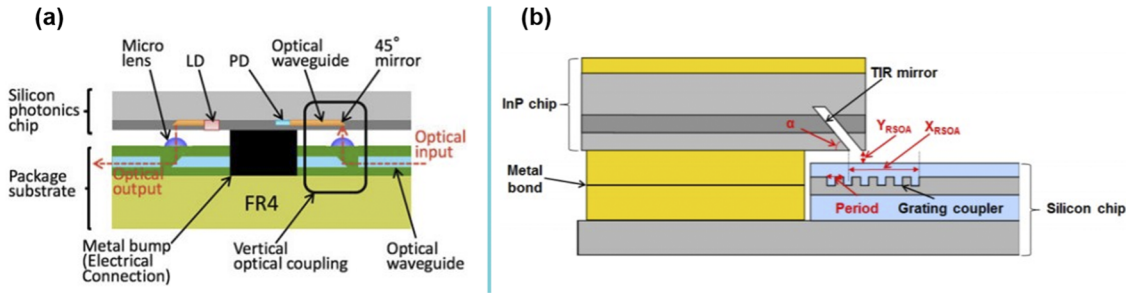 (a)
Micro
lens
LD
PD
Optical
waveguide
45°
mirror
Silicon
photonics
chip
Optical
input
Package
substrate
Optical
output
FR4
Metal bump
(Electrical
Connection)
Vertical
optical coupling
Optical
waveguide
(b)
TIR mirror
InP chip
α
YRSOA
XRSOA
Metal
bond
Period
Grating coupler
Silicon chip